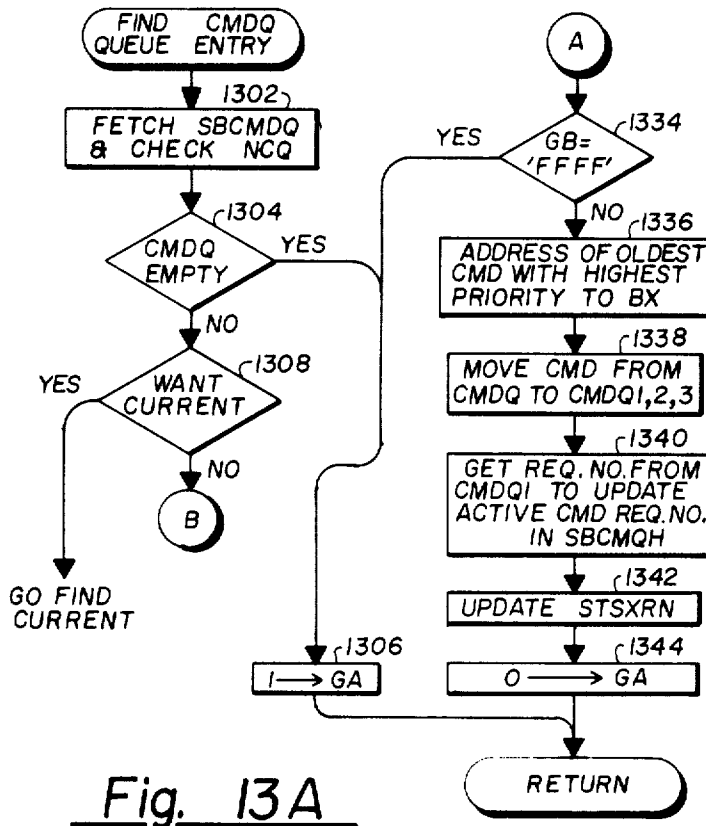 FIND CMDQ
QUEUE ENTRY
1302
FETCH SBCMDQ
& CHECK NCQ
1304
CMDQ
EMPTY
YES
NO
1308
WANT
CURRENT
YES
NO
B
GO FIND
CURRENT
1306
1 → GA
A
1334
GB=
'FFFF'
YES
NO
1336
ADDRESS OF OLDEST
CMD WITH HIGHEST
PRIORITY TO BX
1338
MOVE CMD FROM
CMDQ TO CMDQ1,2,3
1340
GET REQ. NO. FROM
CMDQ1 TO UPDATE
ACTIVE CMD REQ. NO.
IN SBCMQH
1342
UPDATE STSXRN
1344
0 → GA
RETURN
Fig. 13A